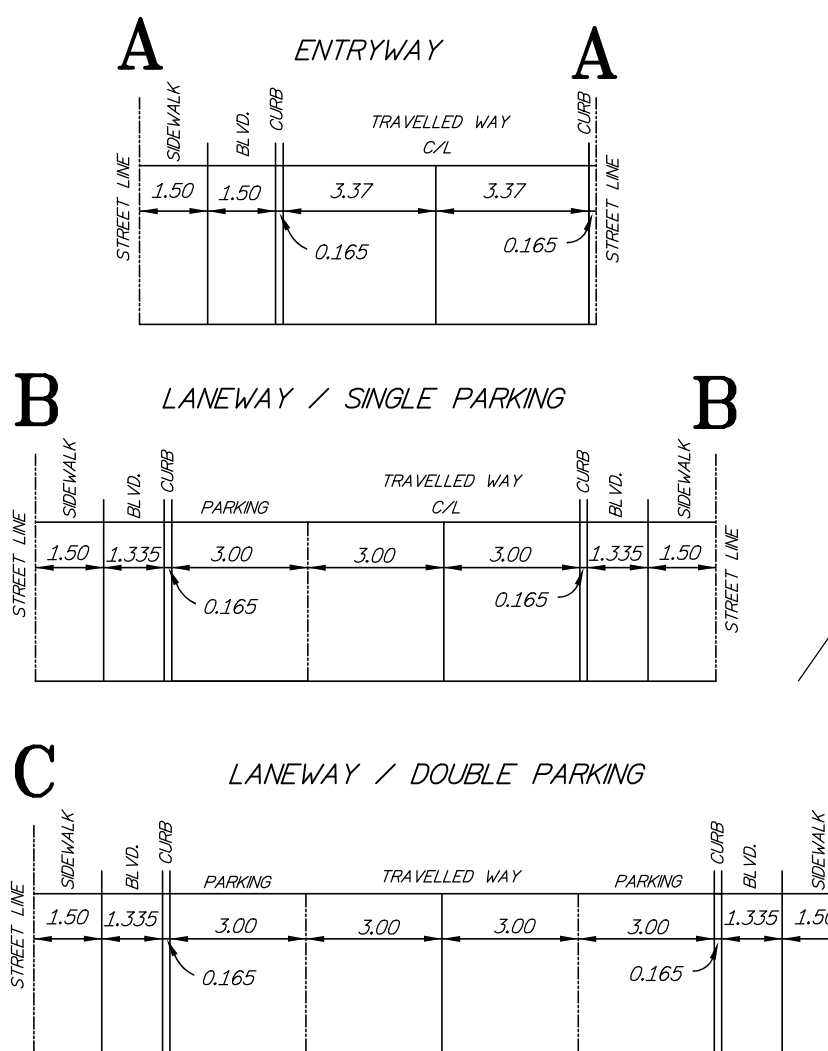 A ENTRYWAY A
SIDEWALK BLVD. CURB TRAVELLED WAY CURB
C/L
STREET LINE 1.50 1.50 3.37 3.37 STREET LINE
0.165 0.165
B LANEWAY / SINGLE PARKING B
SIDEWALK BLVD. CURB PARKING TRAVELLED WAY CURB BLVD. SIDEWALK
C/L
STREET LINE 1.50 1.335 3.00 3.00 3.00 1.335 1.50 STREET LINE
0.165 0.165
C LANEWAY / DOUBLE PARKING
SIDEWALK BLVD. CURB PARKING TRAVELLED WAY PARKING CURB BLVD. SIDEWALK
STREET LINE 1.50 1.335 3.00 3.00 3.00 3.00 1.335
0.165 0.165